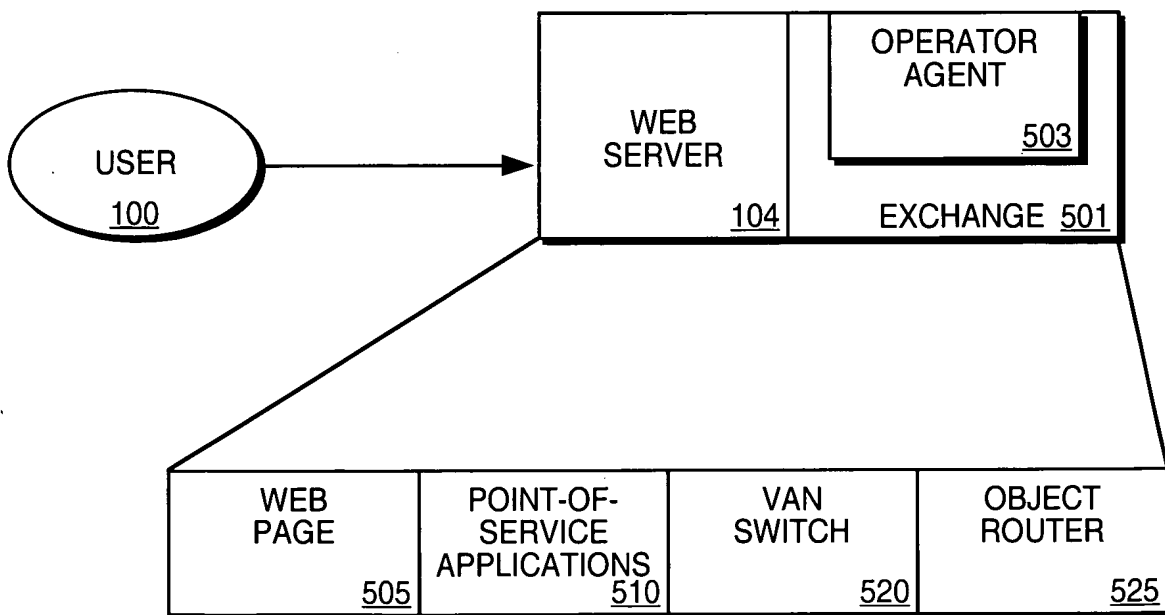 USER
100
WEB
SERVER
104
OPERATOR
AGENT
503
EXCHANGE 501
WEB
PAGE
505
POINT-OF-
SERVICE
APPLICATIONS
510
VAN
SWITCH
520
OBJECT
ROUTER
525